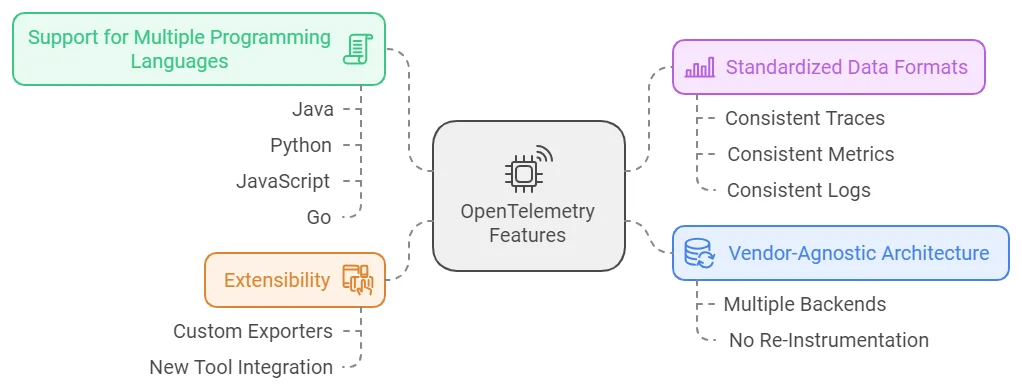 Support for Multiple Programming
Languages
Java
Python
JavaScript
Go
Extensibility
Custom Exporters
New Tool Integration
OpenTelemetry
Features
Standardized Data Formats
Consistent Traces
Consistent Metrics
Consistent Logs
Vendor-Agnostic Architecture
Multiple Backends
No Re-Instrumentation